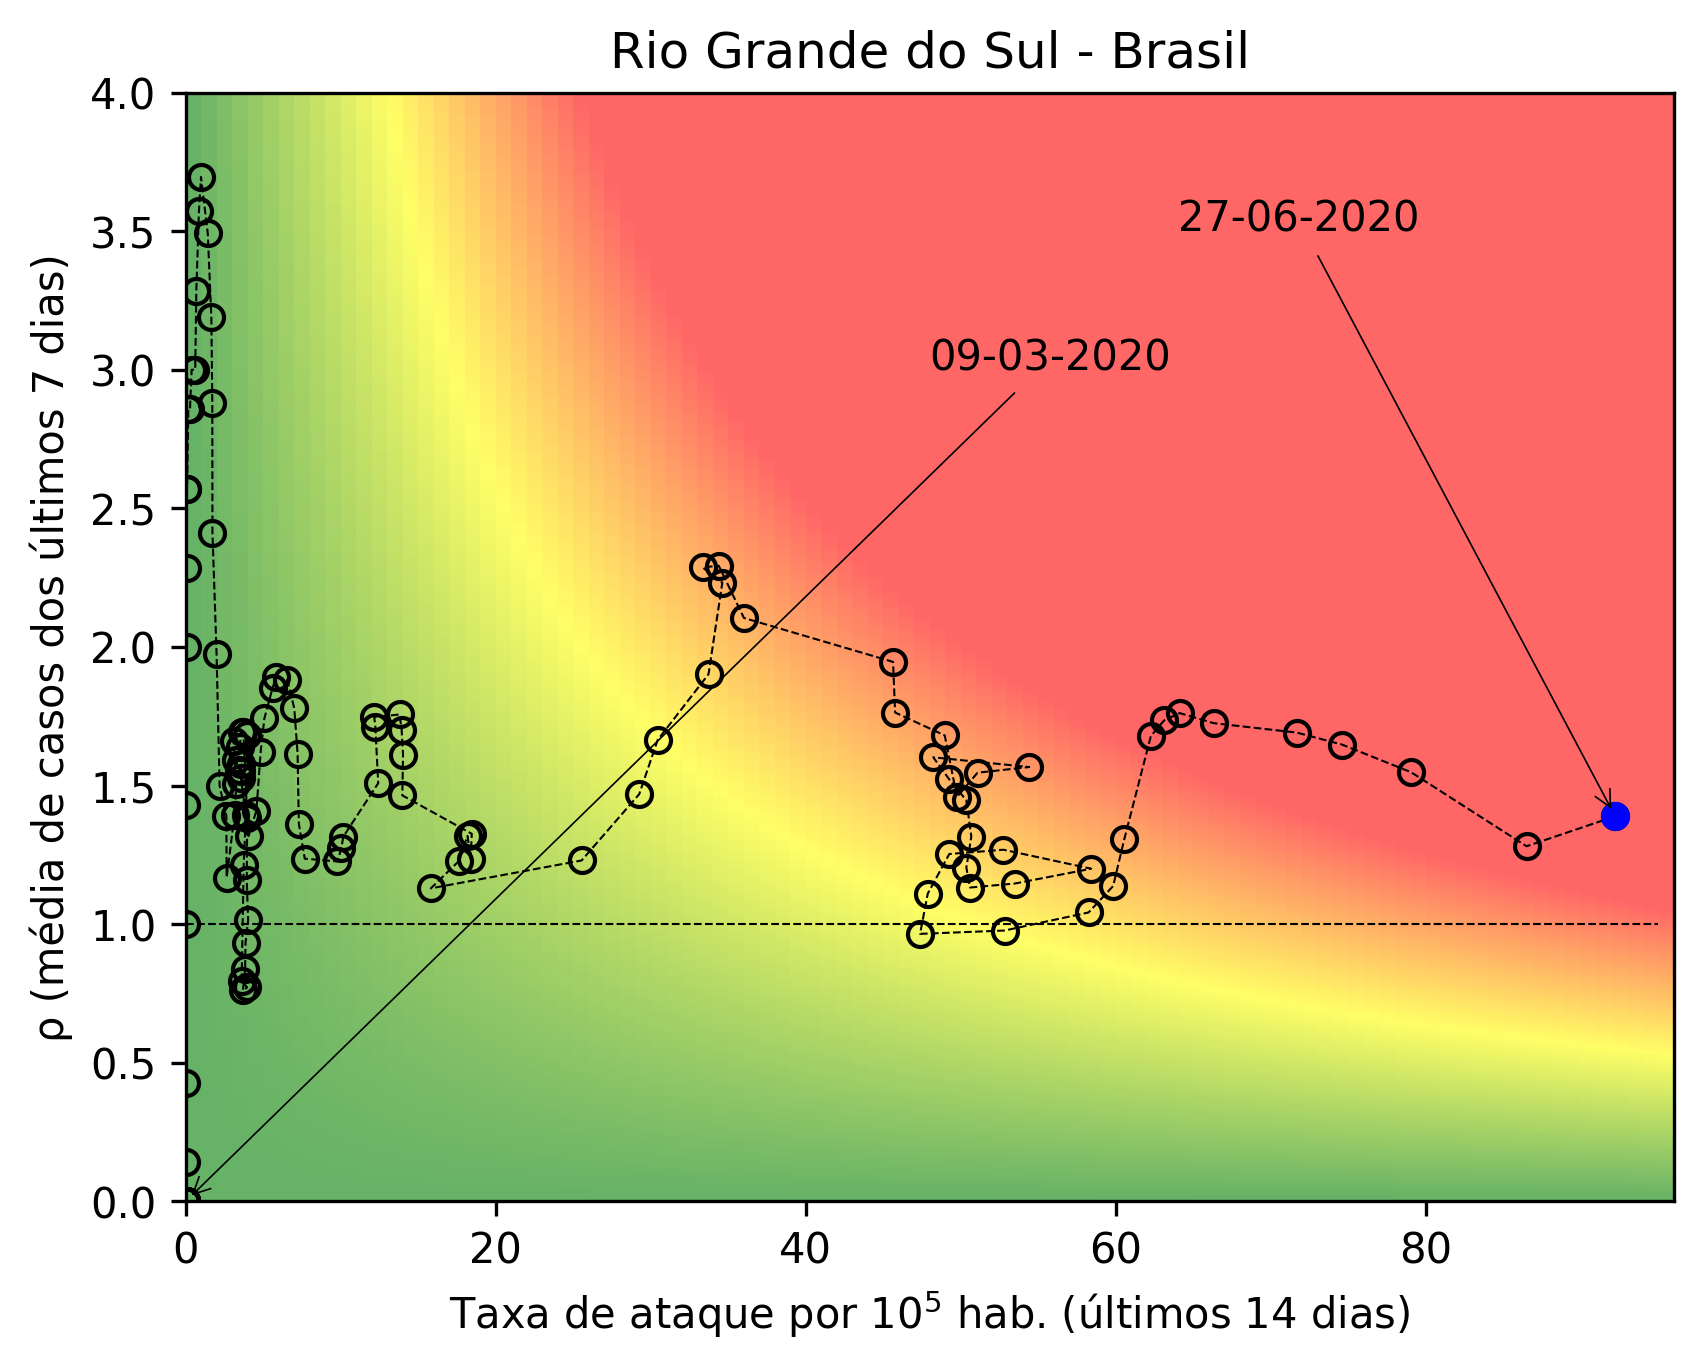 Rio Grande do Sul - Brasil
4.0
3.5
3.0
2.5
2.0
1.5
1.0
0.5
0.0
ρ (média de casos dos últimos 7 dias)
27-06-2020
09-03-2020
0 20 40 60 80
Taxa de ataque por 10⁵ hab. (últimos 14 dias)